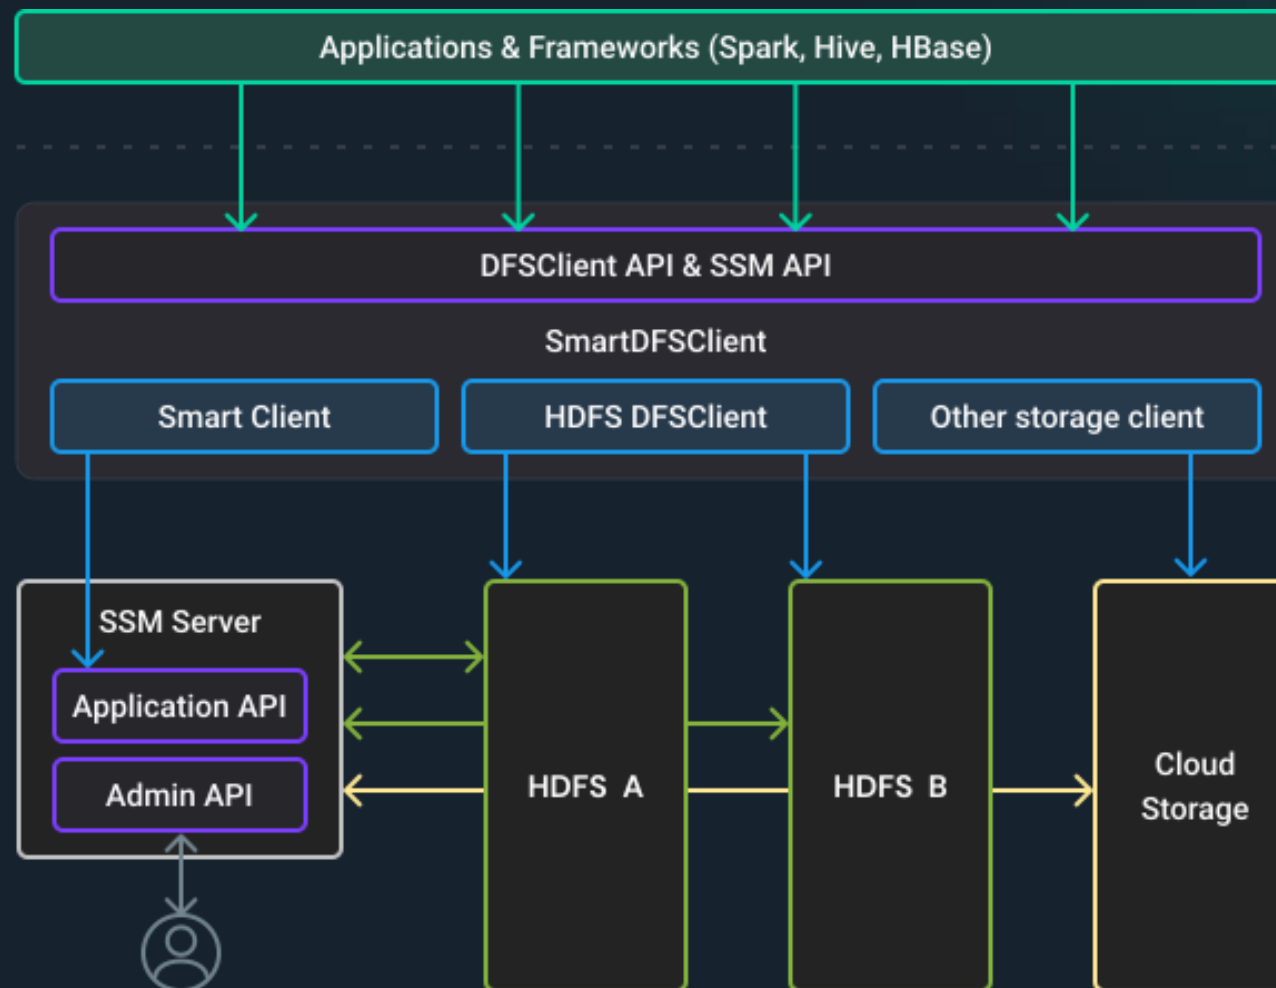 Applications & Frameworks (Spark, Hive, HBase)
DFSClient API & SSM API
SmartDFSClient
Smart Client
HDFS DFSClient
Other storage client
SSM Server
Application API
Admin API
HDFS A
HDFS B
Cloud
Storage